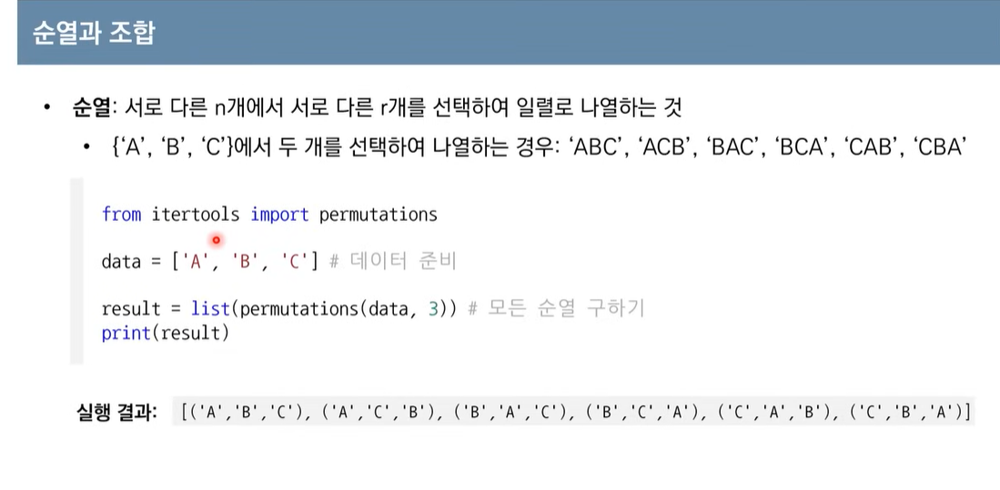 순열과 조합
• 순열: 서로 다른 n개에서 서로 다른 r개를 선택하여 일렬로 나열하는 것
• {‘A’, ‘B’, ‘C’}에서 두 개를 선택하여 나열하는 경우: ‘ABC’, ‘ACB’, ‘BAC’, ‘BCA’, ‘CAB’, ‘CBA’
from itertools import permutations
data = ['A', 'B', 'C'] # 데이터 준비
result = list(permutations(data, 3)) # 모든 순열 구하기
print(result)
실행 결과: [('A','B','C'), ('A','C','B'), ('B','A','C'), ('B','C','A'), ('C','A','B'), ('C','B','A')]